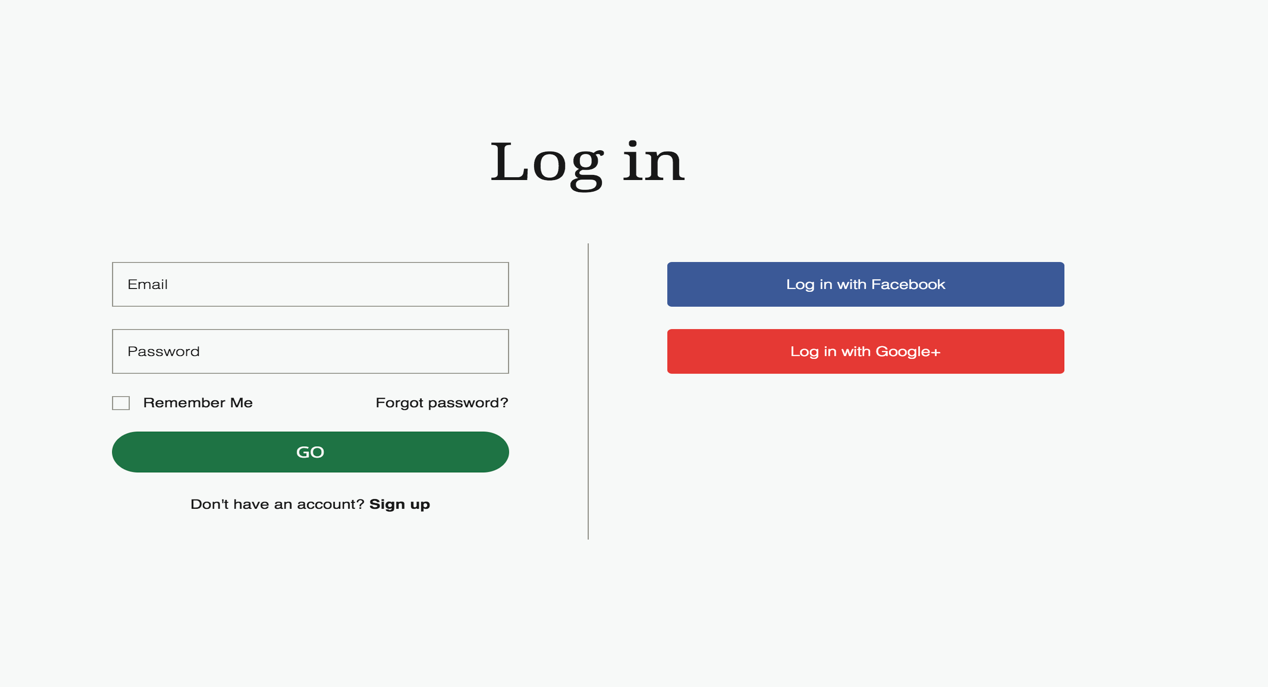 Log in
Email
Password
Remember Me
Forgot password?
GO
Don't have an account? Sign up
Log in with Facebook
Log in with Google+